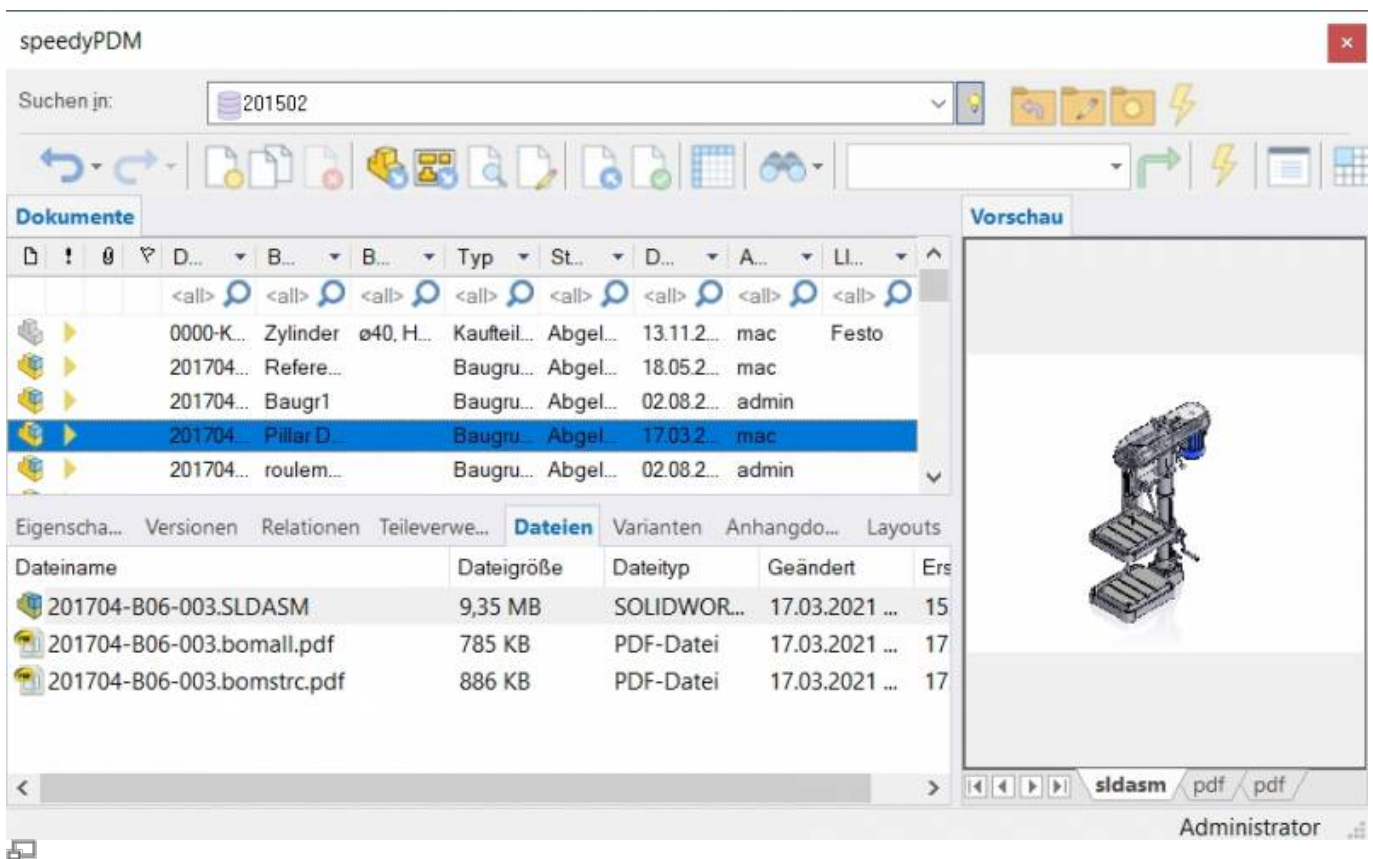 speedyPDM
Suchen in:
201502
Dokumente
Vorschau
! D... B... B... Typ St... D... A... LI...
<all> <all> <all> <all> <all> <all> <all> <all>
0000-K... Zylinder ø40, H... Kaufteil... Abgel... 13.11.2... mac Festo
201704... Refere... Baugru... Abgel... 18.05.2... mac
201704... Baugr1 Baugru... Abgel... 02.08.2... admin
201704... Pillar D... Baugru... Abgel... 17.03.2... mac
201704... roulem... Baugru... Abgel... 02.08.2... admin
Eigenscha... Versionen Relationen Teileverwe... Dateien Varianten Anhangdo... Layouts
Dateiname Dateigröße Dateityp Geändert Ers
201704-B06-003.SLDASM 9,35 MB SOLIDWOR... 17.03.2021 ... 15
201704-B06-003.bomall.pdf 785 KB PDF-Datei 17.03.2021 ... 17
201704-B06-003.bomstrc.pdf 886 KB PDF-Datei 17.03.2021 ... 17
sldasm pdf pdf
Administrator